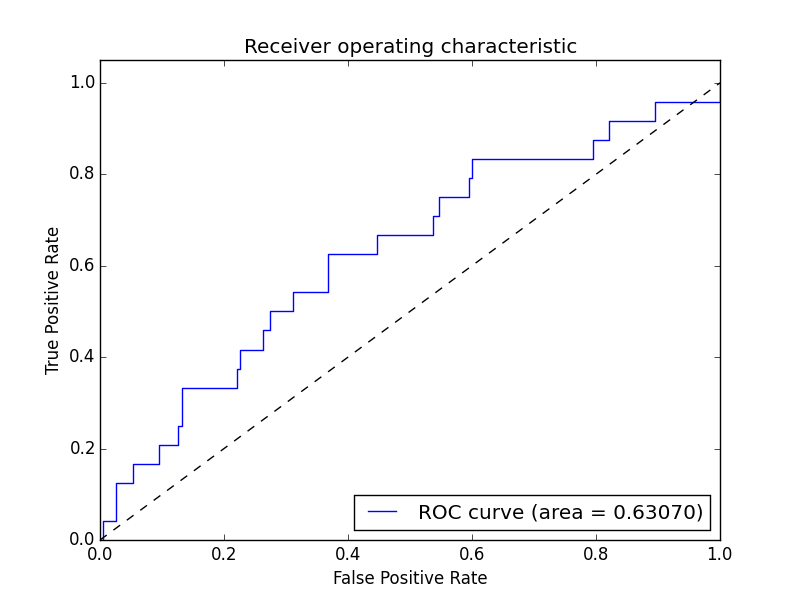 Receiver operating characteristic
1.0
0.8
0.6
0.4
0.2
0.0
True Positive Rate
ROC curve (area = 0.63070)
0.0 0.2 0.4 0.6 0.8 1.0
False Positive Rate